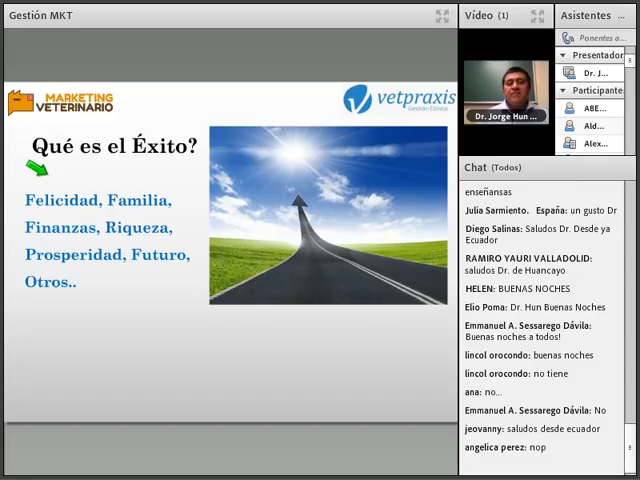 Gestión MKT
MARKETING
VETERINARIO
vetpraxis
Gestión Clínica
Qué es el Éxito?
Felicidad, Familia,
Finanzas, Riqueza,
Prosperidad, Futuro,
Otros..
Vídeo (1)
Dr. Jorge Hun ...
Asistentes ...
Ponentes a...
Presentador
Dr. J...
Participante
ABE...
Ald...
Alex...
Chat (Todos)
enseñansas
Julia Sarmiento. España: un gusto Dr
Diego Salinas: Saludos Dr. Desde ya
Ecuador
RAMIRO YAURI VALLADOLID:
saludos Dr. de Huancayo
HELEN: BUENAS NOCHES
Elio Poma: Dr. Hun Buenas Noches
Emmanuel A. Sessarego Dávila:
Buenas noches a todos!
lincol orocondo: buenas noches
lincol orocondo: no tiene
ana: no...
Emmanuel A. Sessarego Dávila: No
jeovanny: saludos desde ecuador
angelica perez: nop